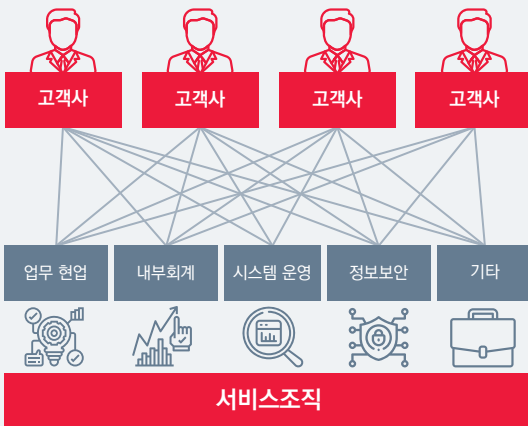 고객사
고객사
고객사
고객사
업무 현업
내부회계
시스템 운영
정보보안
기타
서비스조직